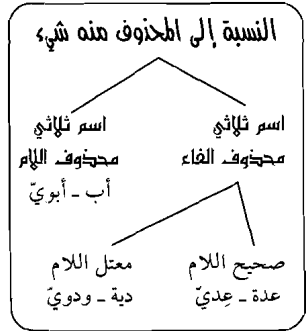 النسبة إلى المحذوف منه شيء
اسم ثلاثي
محذوف الفاء
اسم ثلاثي
محذوف اللام
أب ـ أبويّ
صحيح اللام
عدة ـ عِديّ
معتل اللام
دية ـ ودويّ